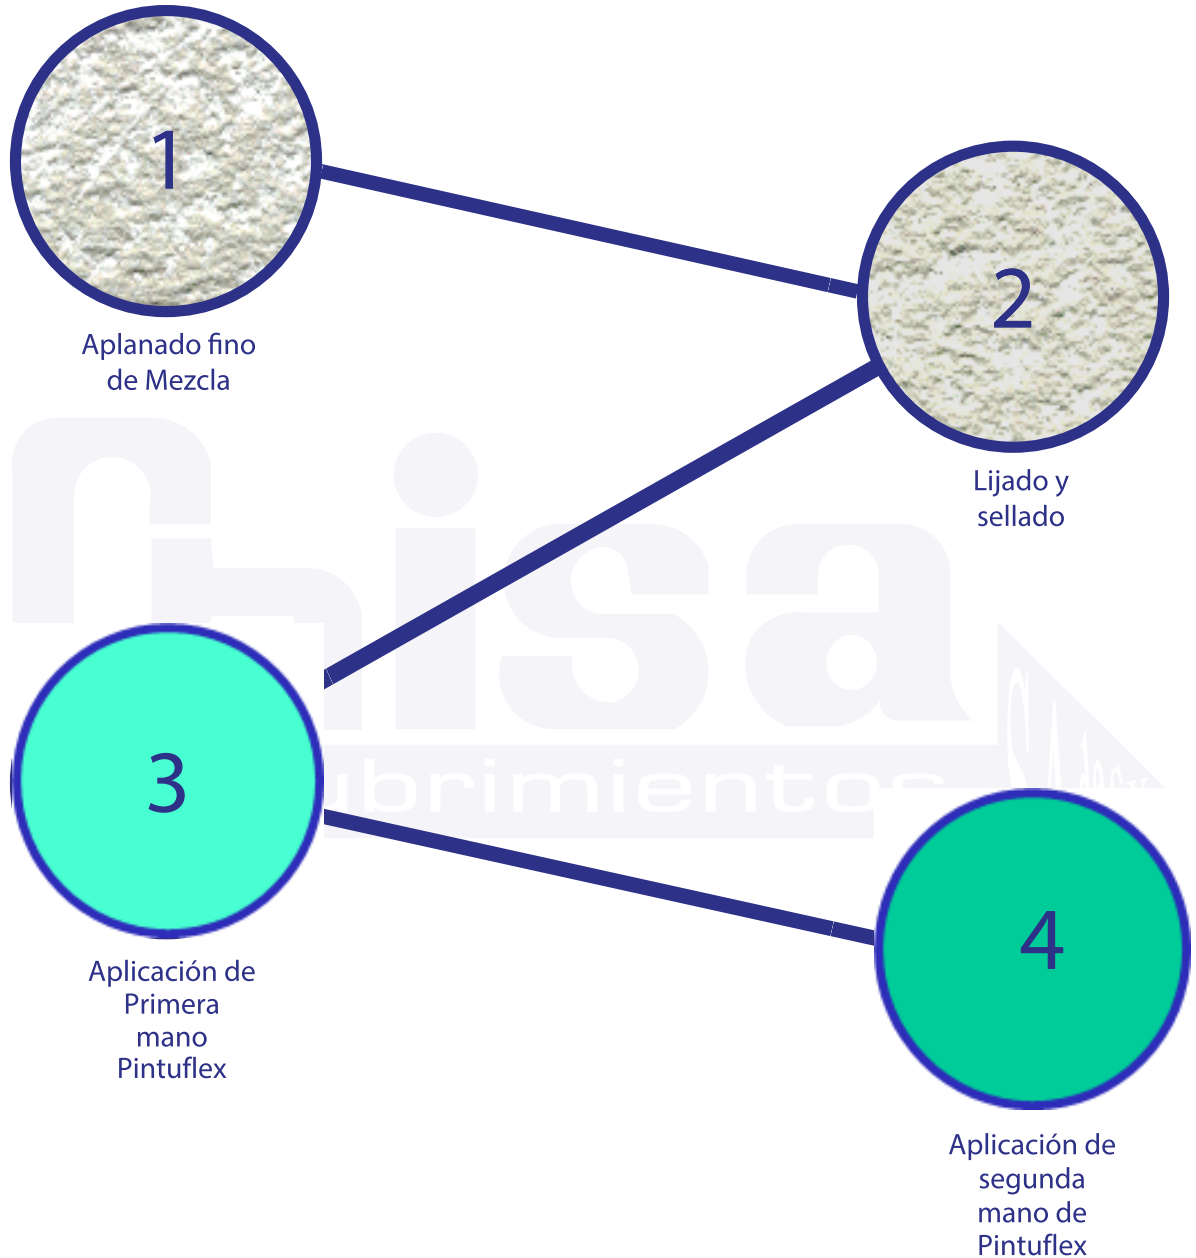 1
Aplanado fino
de Mezcla
2
Lijado y
sellado
3
Aplicación de
Primera
mano
Pintuflex
4
Aplicación de
segunda
mano de
Pintuflex